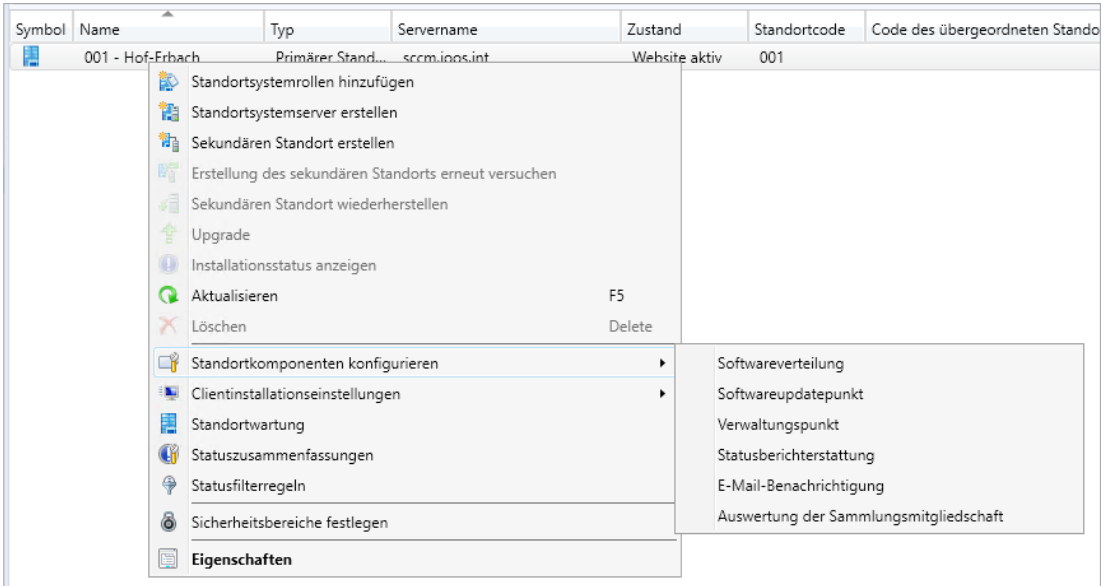 Symbol Name Typ Servername Zustand Standortcode Code des übergeordneten Stando
001 - Hof-Erbach Primärer Stand... sccm.joos.int Website aktiv 001
Standortsystemrollen hinzufügen
Standortsystemserver erstellen
Sekundären Standort erstellen
Erstellung des sekundären Standorts erneut versuchen
Sekundären Standort wiederherstellen
Upgrade
Installationsstatus anzeigen
Aktualisieren F5
Löschen Delete
Standortkomponenten konfigurieren
Clientinstallationseinstellungen
Standortwartung
Statuszusammenfassungen
Statusfilterregeln
Sicherheitsbereiche festlegen
Eigenschaften
Softwareverteilung
Softwareupdatepunkt
Verwaltungspunkt
Statusberichterstattung
E-Mail-Benachrichtigung
Auswertung der Sammlungsmitgliedschaft